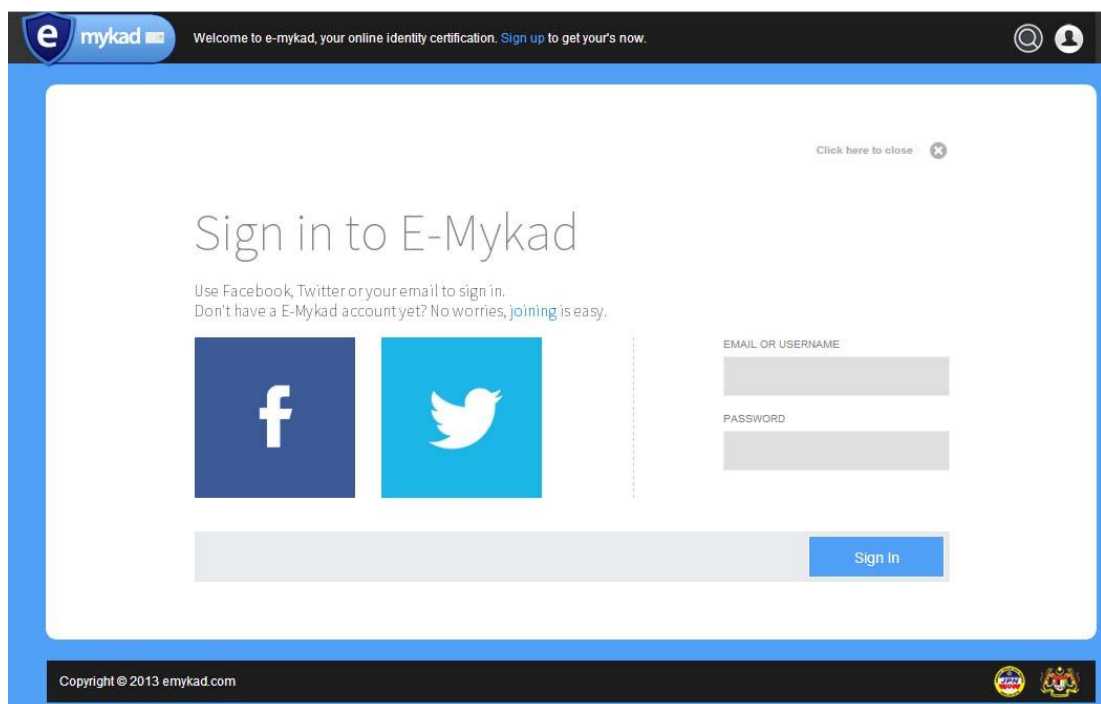 e mykad
Welcome to e-mykad, your online identity certification. Sign up to get your's now.
Click here to close
Sign in to E-Mykad
Use Facebook, Twitter or your email to sign in.
Don't have a E-Mykad account yet? No worries, joining is easy.
f
EMAIL OR USERNAME
PASSWORD
Sign In
Copyright © 2013 emykad.com
JPN